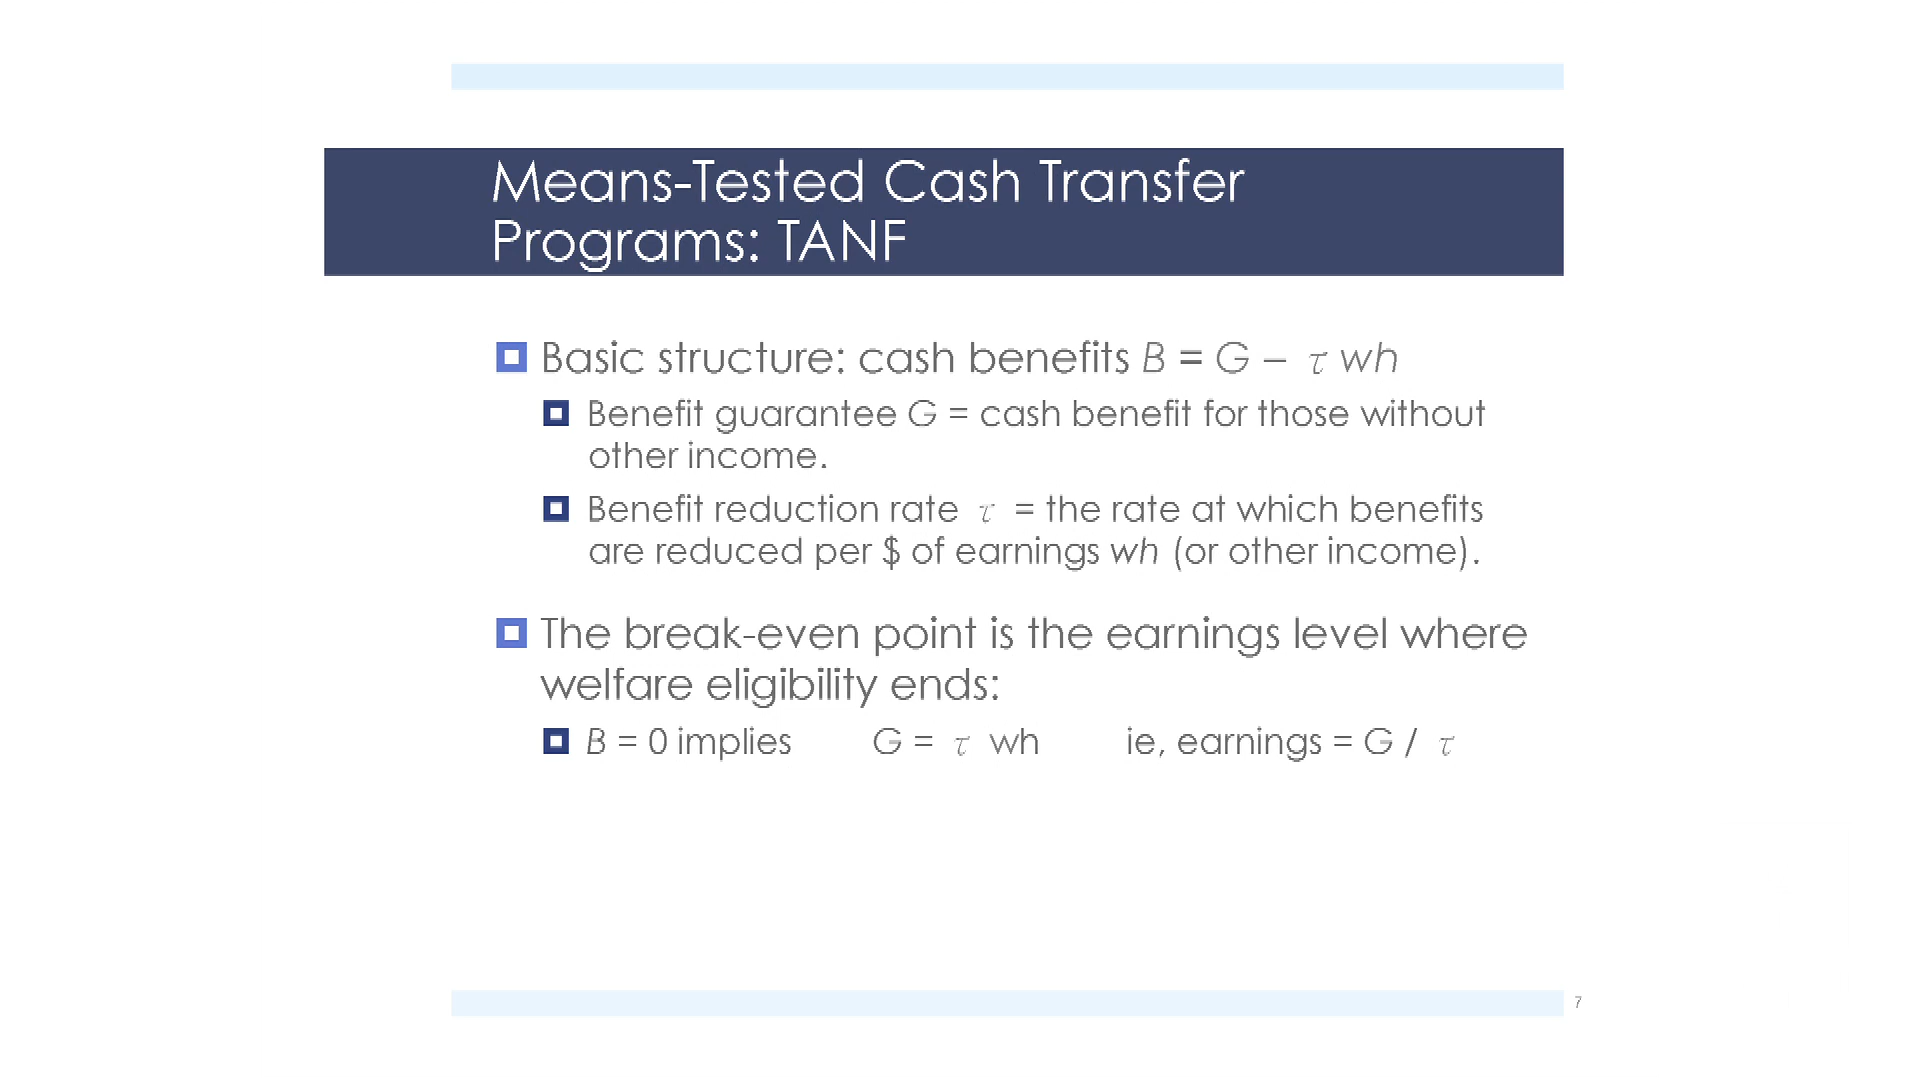 Means-Tested Cash Transfer
Programs: TANF
Basic structure: cash benefits B = G – τ wh
Benefit guarantee G = cash benefit for those without
other income.
Benefit reduction rate τ = the rate at which benefits
are reduced per $ of earnings wh (or other income).
The break-even point is the earnings level where
welfare eligibility ends:
B = 0 implies G = τ wh ie, earnings = G / τ
7